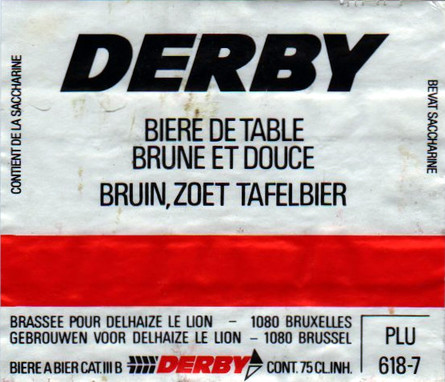 DERBY
CONTIENT DE LA SACCHARINE
BEVAT SACCHARINE
BIERE DE TABLE
BRUNE ET DOUCE
BRUIN, ZOET TAFELBIER
BRASSEE POUR DELHAIZE LE LION – 1080 BRUXELLES
GEBROUWEN VOOR DELHAIZE LE LION – 1080 BRUSSEL
BIERE A BIER CAT. III B DERBY CONT. 75 CL. INH.
PLU
618-7